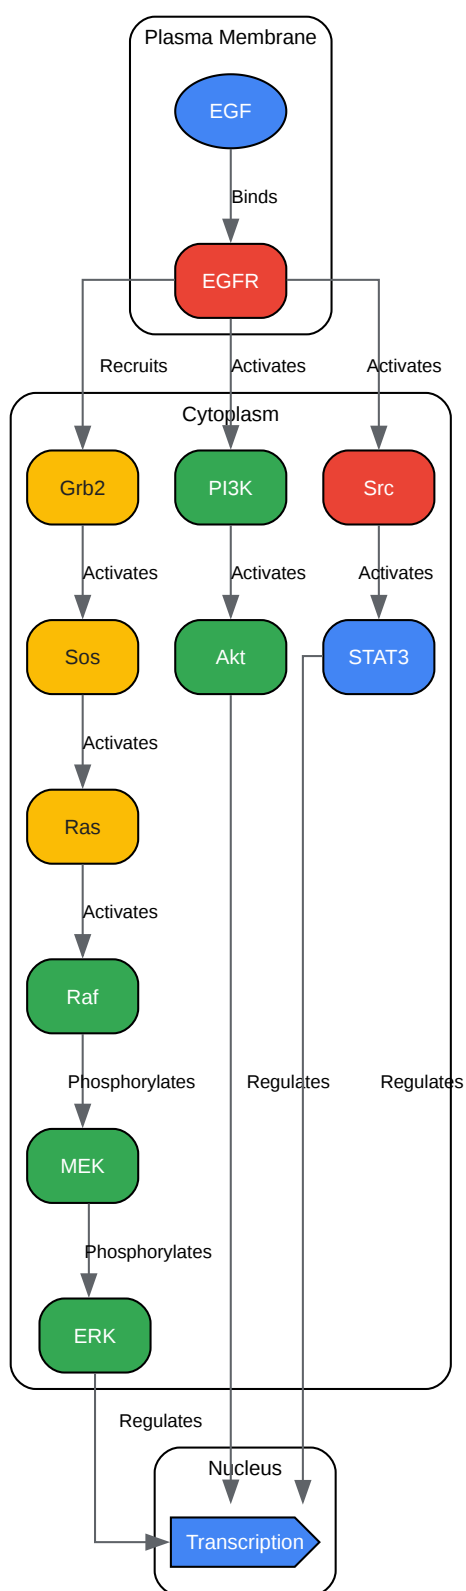 Plasma Membrane
EGF
Binds
EGFR
Recruits
Activates
Activates
Cytoplasm
Grb2
PI3K
Src
Activates
Activates
Activates
Sos
Akt
STAT3
Activates
Ras
Activates
Raf
Phosphorylates
Regulates
Regulates
MEK
Phosphorylates
ERK
Regulates
Nucleus
Transcription